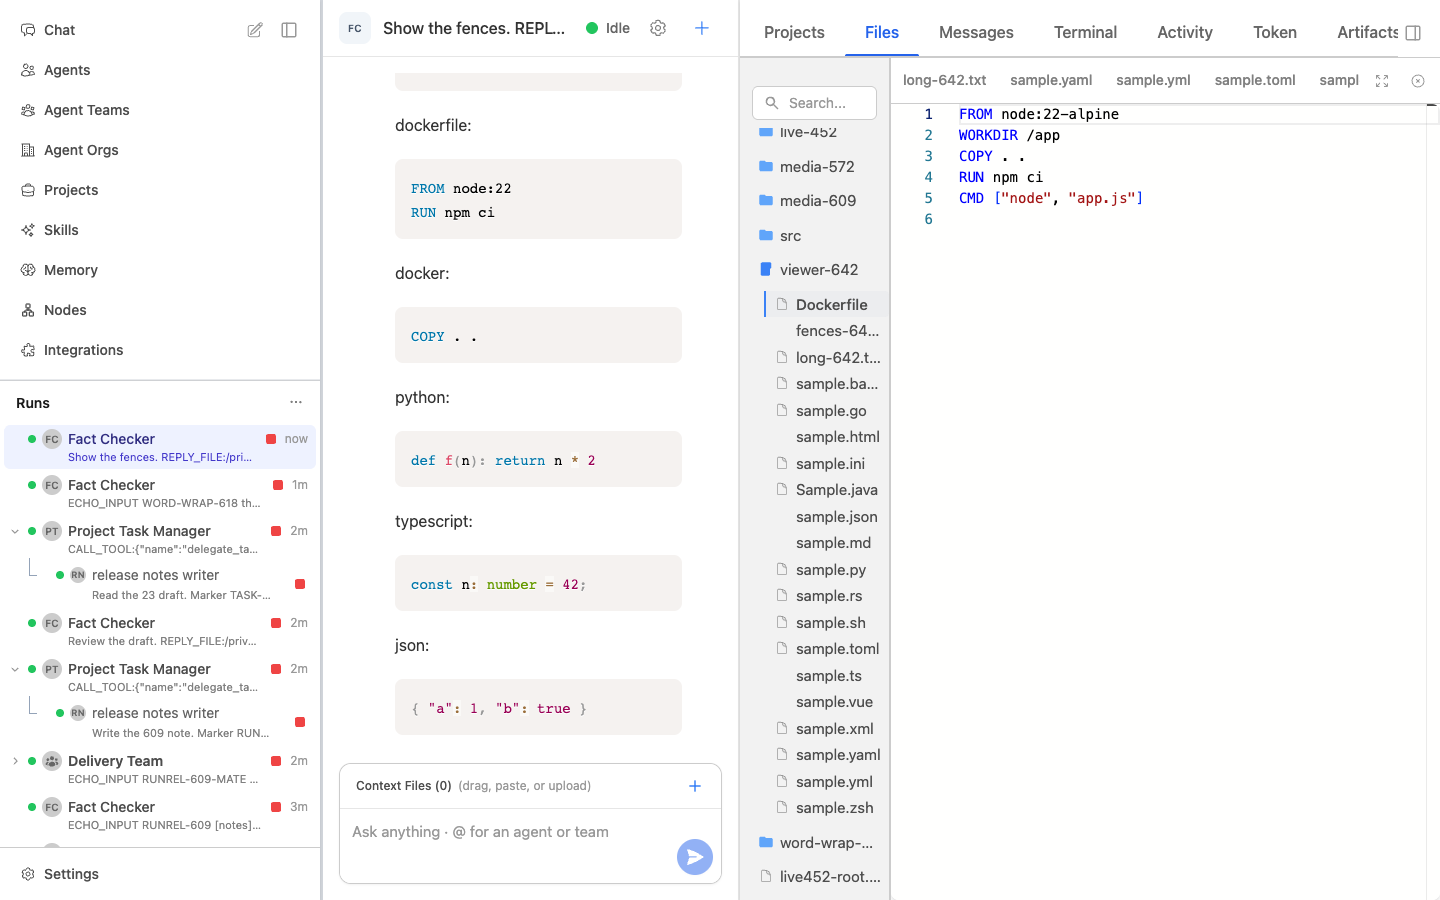 Chat
Agents
Agent Teams
Agent Orgs
Projects
Skills
Memory
Nodes
Integrations
Runs
FC Fact Checker now
Show the fences. REPLY_FILE:/pri...
FC Fact Checker 1m
ECHO_INPUT WORD-WRAP-618 th...
PT Project Task Manager 2m
CALL_TOOL:{"name":"delegate_ta...
RN release notes writer
Read the 23 draft. Marker TASK-...
FC Fact Checker 2m
Review the draft. REPLY_FILE:/priv...
PT Project Task Manager 2m
CALL_TOOL:{"name":"delegate_ta...
RN release notes writer
Write the 609 note. Marker RUN...
Delivery Team 2m
ECHO_INPUT RUNREL-609-MATE ...
FC Fact Checker 3m
ECHO_INPUT RUNREL-609 [notes]...
Settings
FC Show the fences. REPL... Idle
dockerfile:
FROM node:22
RUN npm ci
docker:
COPY . .
python:
def f(n): return n * 2
typescript:
const n: number = 42;
json:
{ "a": 1, "b": true }
Context Files (0) (drag, paste, or upload)
Ask anything · @ for an agent or team
Projects Files Messages Terminal Activity Token Artifacts
Search...
live-452
media-572
media-609
src
viewer-642
Dockerfile
fences-64...
long-642.t...
sample.ba...
sample.go
sample.html
sample.ini
Sample.java
sample.json
sample.md
sample.py
sample.rs
sample.sh
sample.toml
sample.ts
sample.vue
sample.xml
sample.yaml
sample.yml
sample.zsh
word-wrap-...
live452-root....
long-642.txt sample.yaml sample.yml sample.toml sampl
1 FROM node:22-alpine
2 WORKDIR /app
3 COPY . .
4 RUN npm ci
5 CMD ["node", "app.js"]
6